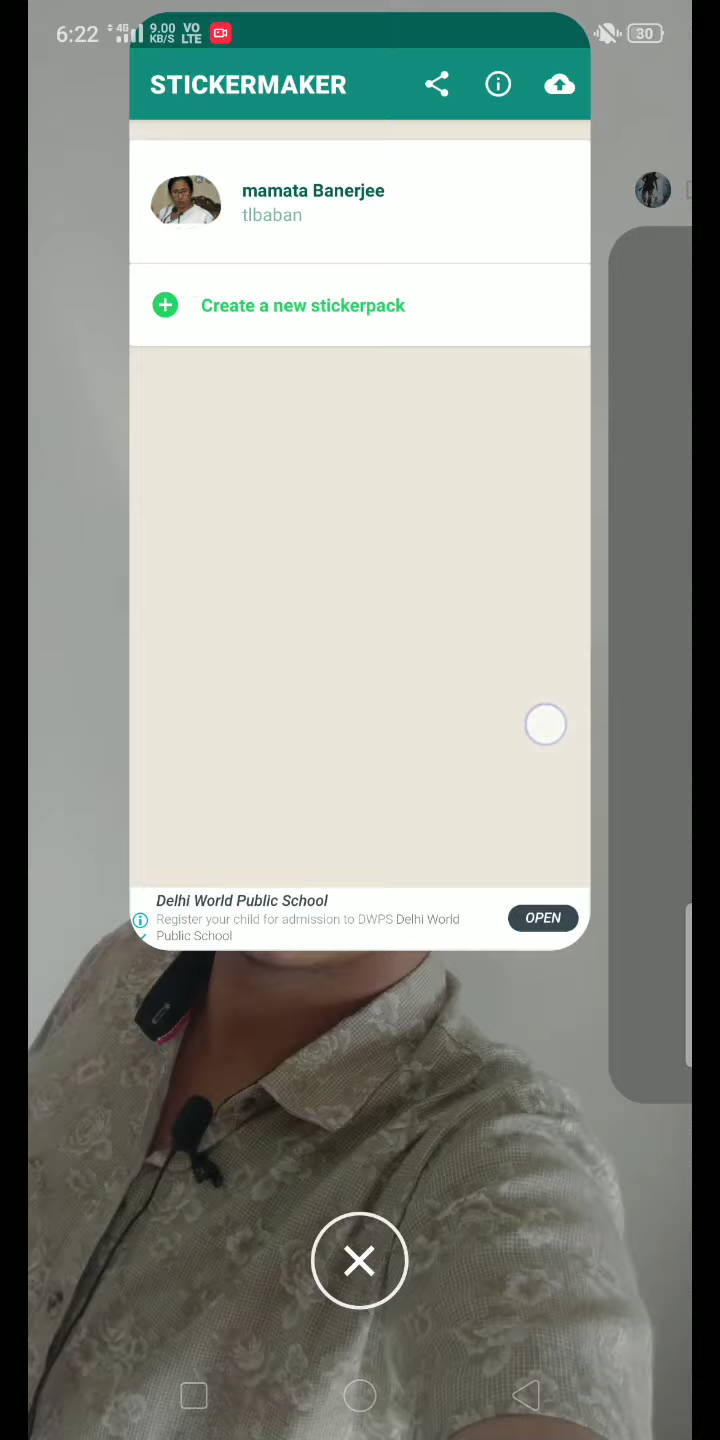 6:22 4G 9.00 KB/S VO LTE 30
STICKERMAKER
mamata Banerjee
tlbaban
Create a new stickerpack
Delhi World Public School
Register your child for admission to DWPS Delhi World
Public School
OPEN